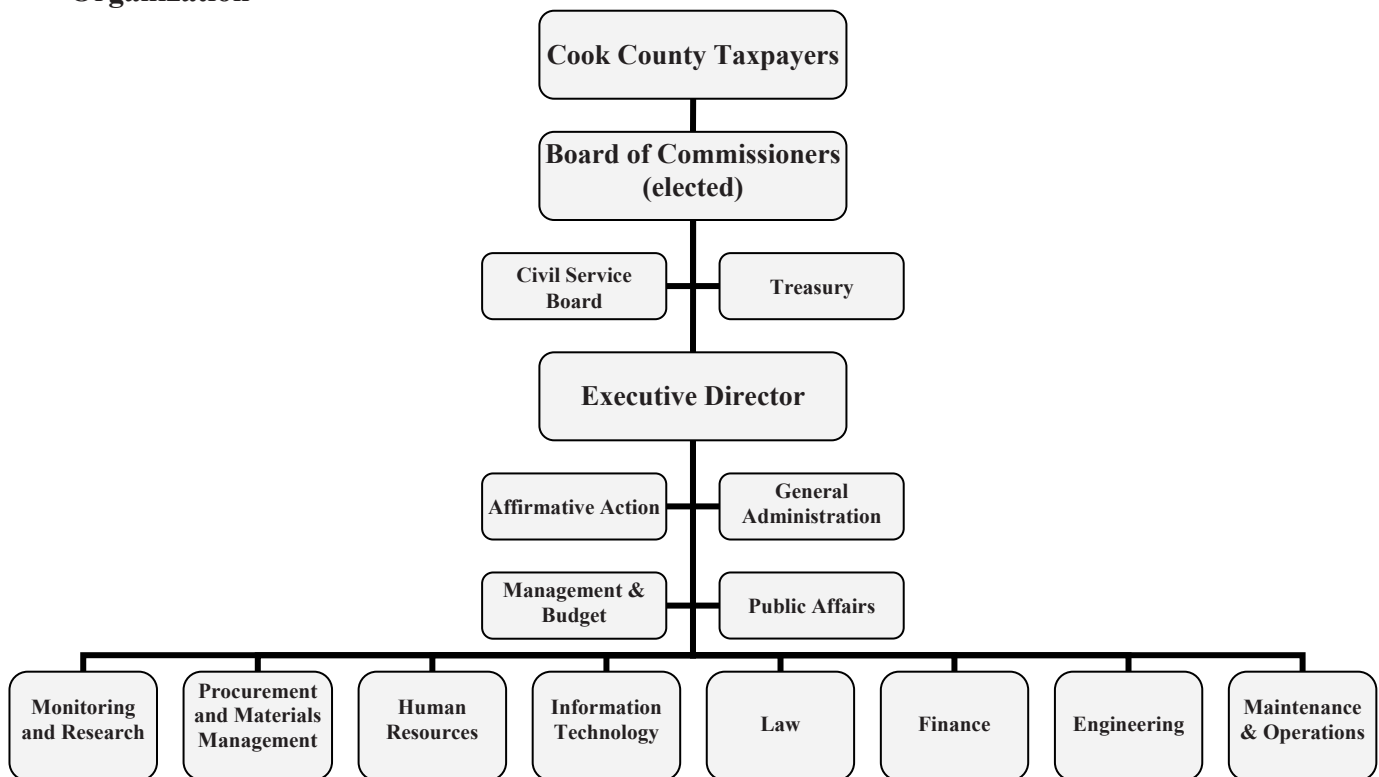 Organization
Cook County Taxpayers
Board of Commissioners
(elected)
Civil Service
Board
Treasury
Executive Director
Affirmative Action
General
Administration
Management &
Budget
Public Affairs
Monitoring
and Research
Procurement
and Materials
Management
Human
Resources
Information
Technology
Law
Finance
Engineering
Maintenance
& Operations